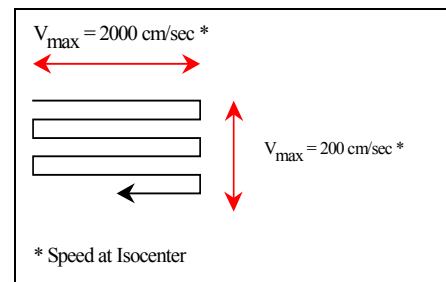 Vmax = 2000 cm/sec *
Vmax = 200 cm/sec *
* Speed at Isocenter